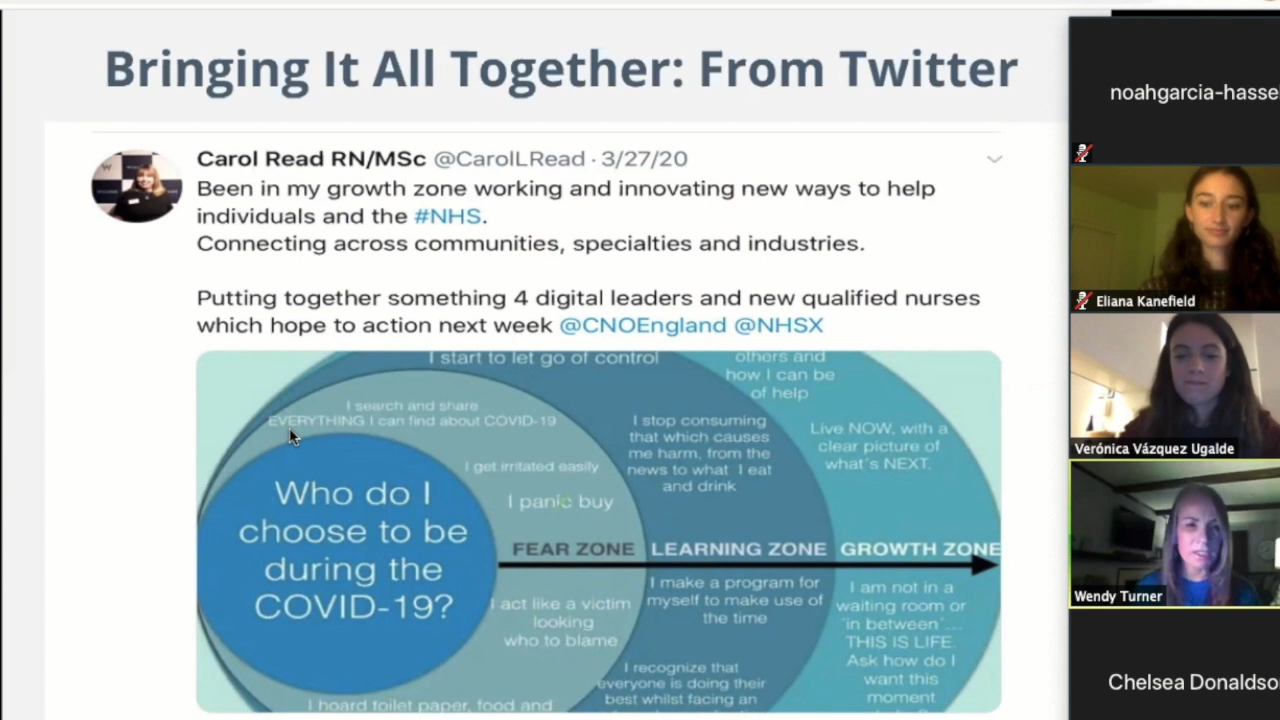 Bringing It All Together: From Twitter
Carol Read RN/MSc @CarolLRead · 3/27/20
Been in my growth zone working and innovating new ways to help
individuals and the #NHS.
Connecting across communities, specialties and industries.
Putting together something 4 digital leaders and new qualified nurses
which hope to action next week @CNOEngland @NHSX
I start to let go of control
others and
how I can be
of help
I search and share
EVERYTHING I can find about COVID-19
I stop consuming
that which causes
me harm, from the
news to what I eat
and drink
Live NOW, with a
clear picture of
what's NEXT.
I get irritated easily
I panic buy
Who do I
choose to be
during the
COVID-19?
FEAR ZONE
LEARNING ZONE
GROWTH ZONE
I act like a victim
looking
who to blame
I make a program for
myself to make use of
the time
I am not in a
waiting room or
"in between"...
THIS IS LIFE.
Ask how do I
want this
moment
I recognize that
everyone is doing their
best whilst facing an
I hoard toilet paper, food and
noahgarcia-hasse
Eliana Kanefield
Verónica Vázquez Ugalde
Wendy Turner
Chelsea Donaldso